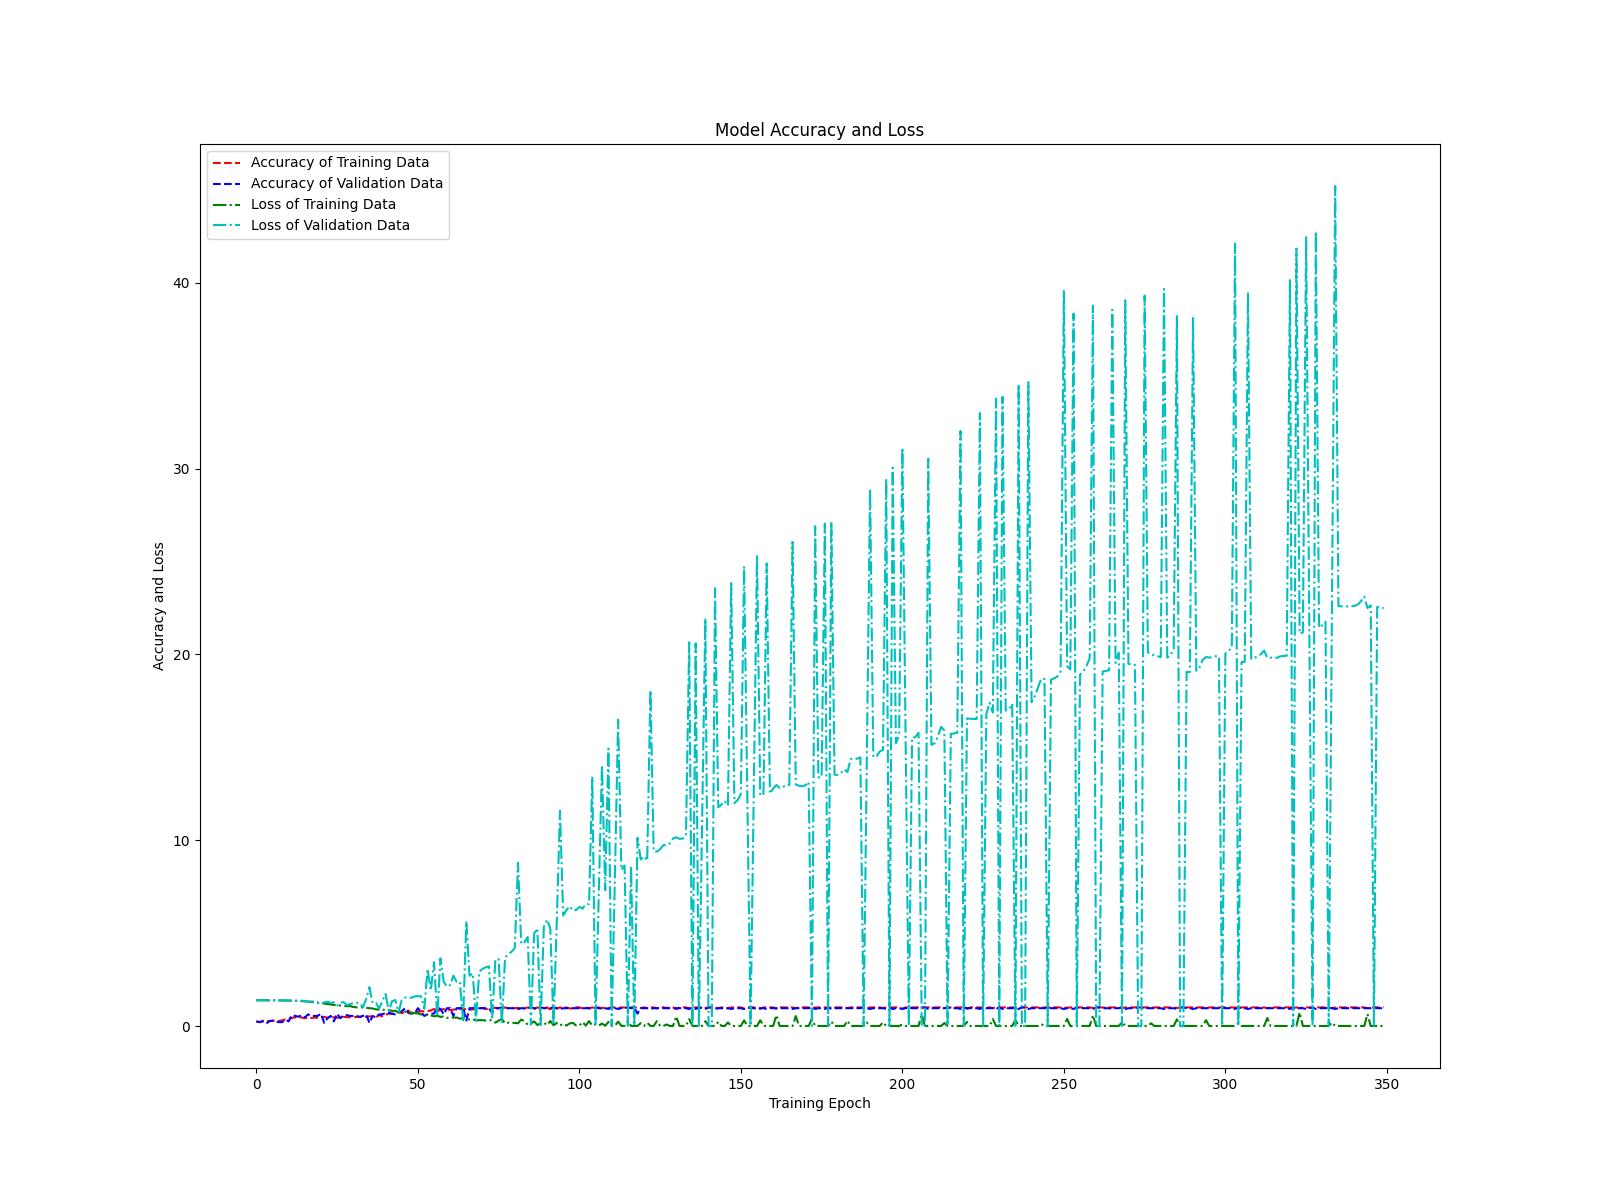 Model Accuracy and Loss
Accuracy of Training Data
Accuracy of Validation Data
Loss of Training Data
Loss of Validation Data
40
30
20
10
0
Accuracy and Loss
0 50 100 150 200 250 300 350
Training Epoch